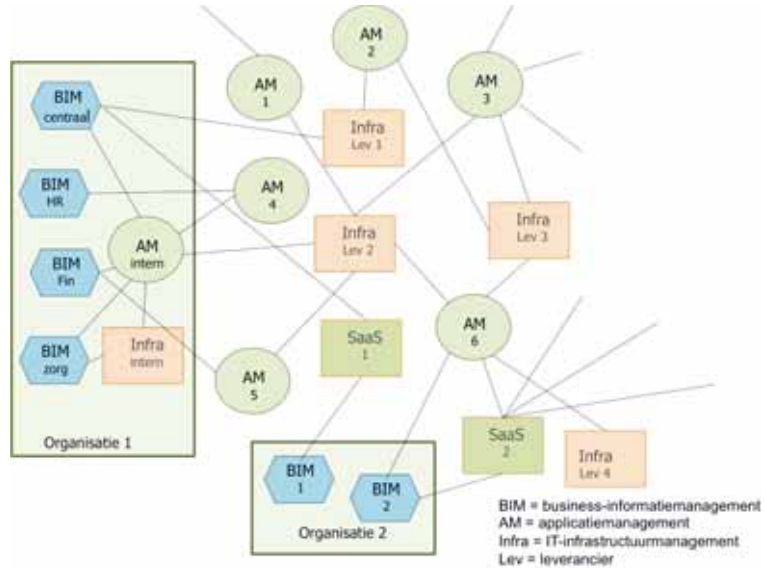 AM
2
AM
1
AM
3
BIM
centraal
Infra
Lev 1
BIM
HR
AM
4
AM
intern
Infra
Lev 2
Infra
Lev 3
BIM
Fin
SaaS
1
AM
6
BIM
zorg
Infra
intern
AM
5
Organisatie 1
SaaS
2
Infra
Lev 4
BIM
1
BIM
2
Organisatie 2
BIM = business-informatiemanagement
AM = applicatiemanagement
Infra = IT-infrastructuurmanagement
Lev = leverancier